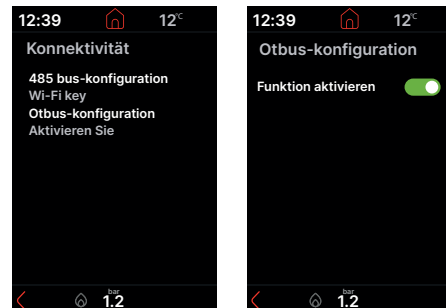 12:39
12°C
Konnektivität
485 bus-konfiguration
Wi-Fi key
Otbus-konfiguration
Aktivieren Sie
bar
1.2
12:39
12°C
Otbus-konfiguration
Funktion aktivieren
bar
1.2